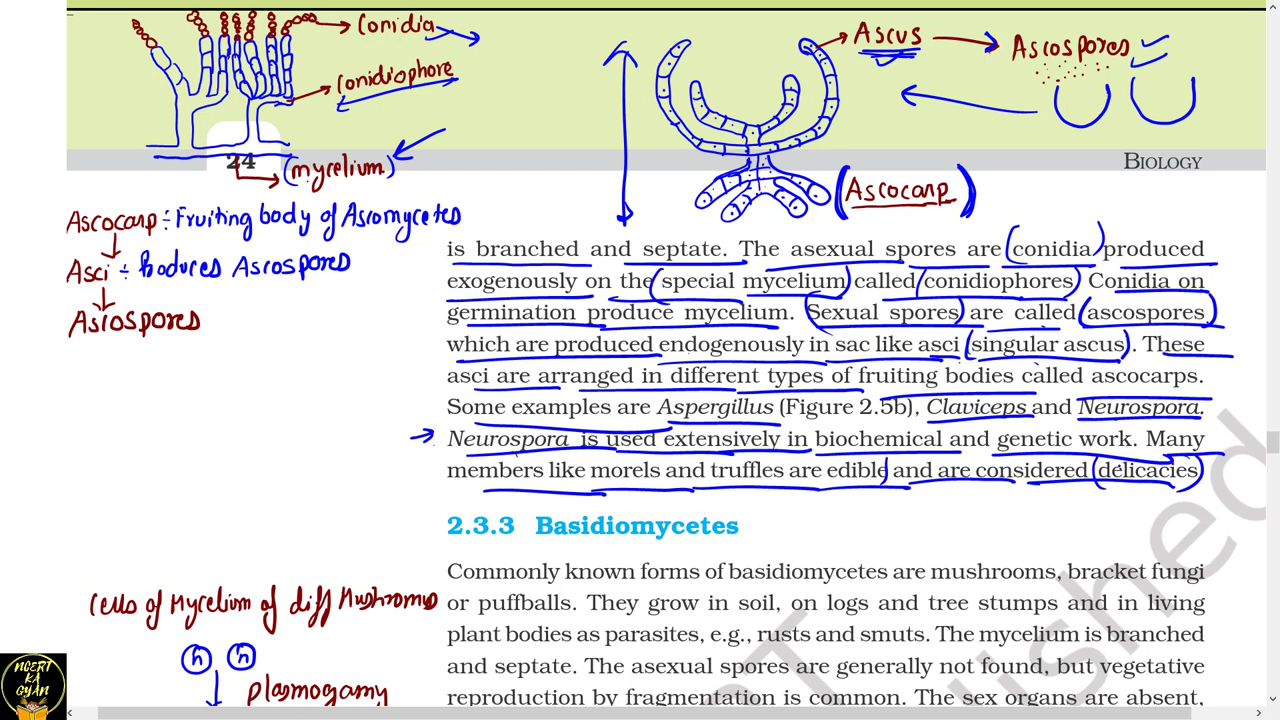 Conidia
Conidiophore
24
(mycelium)
Ascus
Ascospores
(Ascocarp)
BIOLOGY
Ascocarp :- Fruiting body of Ascomycetes
Asci :- Produces Ascospores
Ascospores
is branched and septate. The asexual spores are (conidia) produced
exogenously on the (special mycelium) called (conidiophores) Conidia on
germination produce mycelium. (Sexual spores) are called (ascospores)
which are produced endogenously in sac like asci (singular ascus). These
asci are arranged in different types of fruiting bodies called ascocarps.
Some examples are Aspergillus (Figure 2.5b), Claviceps and Neurospora.
Neurospora is used extensively in biochemical and genetic work. Many
members like morels and truffles are edible and are considered (delicacies)
2.3.3 Basidiomycetes
Commonly known forms of basidiomycetes are mushrooms, bracket fungi
or puffballs. They grow in soil, on logs and tree stumps and in living
plant bodies as parasites, e.g., rusts and smuts. The mycelium is branched
and septate. The asexual spores are generally not found, but vegetative
reproduction by fragmentation is common. The sex organs are absent,
Cells of Mycelium of diff Mushrooms
n n
plasmogamy
NCERT
KA
GYAN